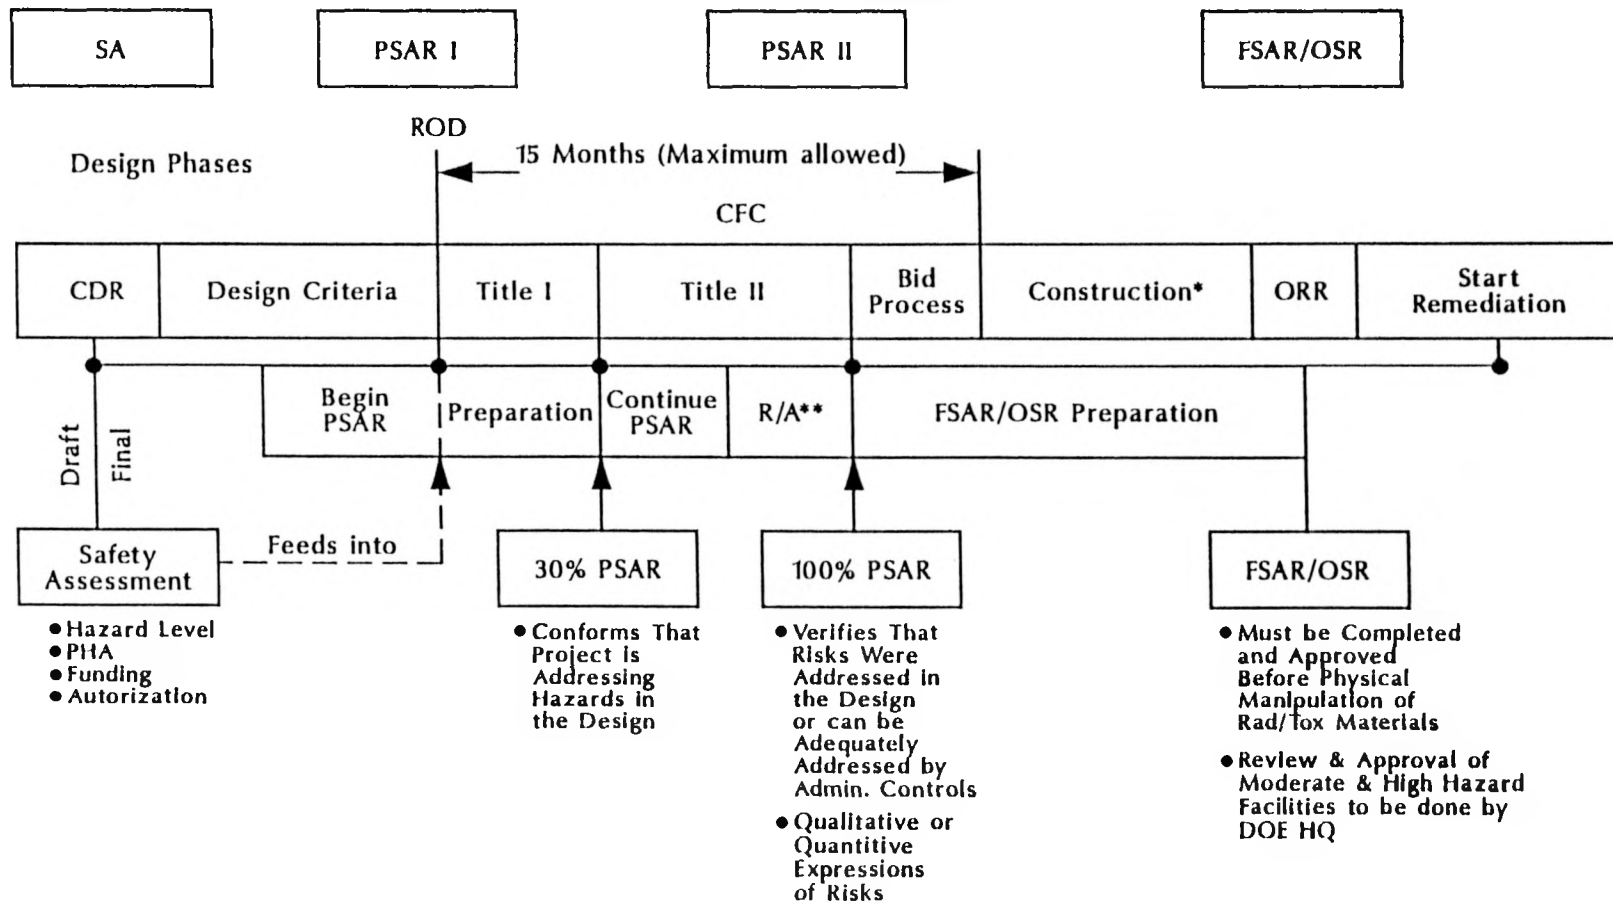 SA
PSAR I
PSAR II
FSAR/OSR
ROD
Design Phases
15 Months (Maximum allowed)
CFC
CDR
Design Criteria
Title I
Title II
Bid
Process
Construction*
ORR
Start
Remediation
Begin
PSAR
Preparation
Continue
PSAR
R/A**
FSAR/OSR Preparation
Draft
Final
Safety
Assessment
Feeds into
30% PSAR
100% PSAR
FSAR/OSR
● Hazard Level
● PHA
● Funding
● Autorization
● Conforms That
Project is
Addressing
Hazards in
the Design
● Verifies That
Risks Were
Addressed in
the Design
or can be
Adequately
Addressed by
Admin. Controls
● Qualitative or
Quantitive
Expressions
of Risks
● Must be Completed
and Approved
Before Physical
Manipulation of
Rad/Tox Materials
● Review & Approval of
Moderate & High Hazard
Facilities to be done by
DOE HQ